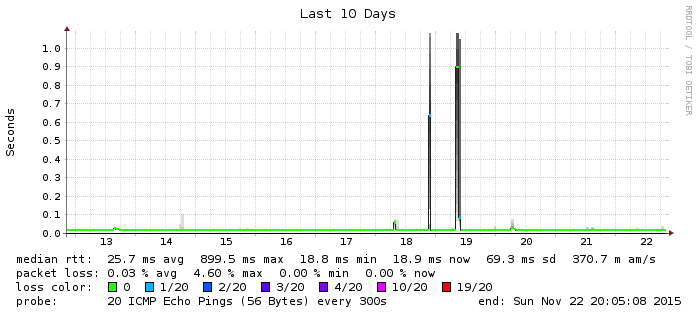 Last 10 Days
RRDTOOL / TOBI OETIKER
Seconds
1.0
0.9
0.8
0.7
0.6
0.5
0.4
0.3
0.2
0.1
0.0
13 14 15 16 17 18 19 20 21 22
median rtt: 25.7 ms avg 899.5 ms max 18.8 ms min 18.9 ms now 69.3 ms sd 370.7 m am/s
packet loss: 0.03 % avg 4.60 % max 0.00 % min 0.00 % now
loss color: 0 1/20 2/20 3/20 4/20 10/20 19/20
probe: 20 ICMP Echo Pings (56 Bytes) every 300s end: Sun Nov 22 20:05:08 2015